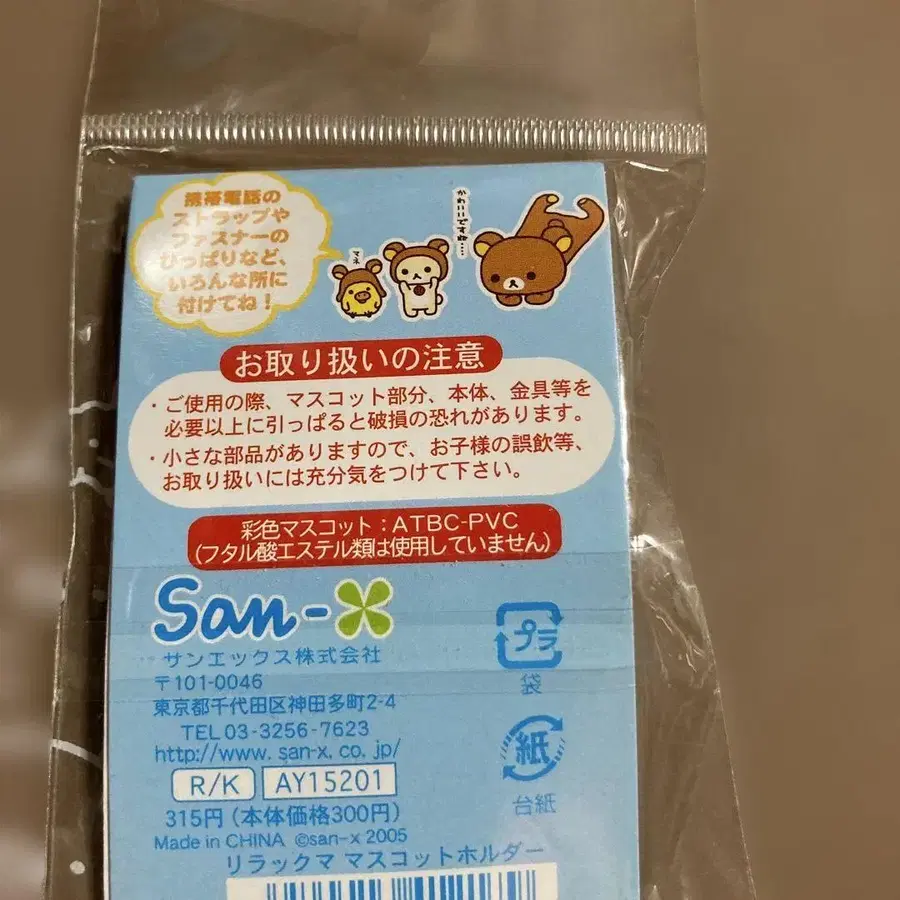 携帯電話の
ストラップや
ファスナーの
ひっぱりなど、
いろんな所に
付けてね！
マネ
かわいいですね‥‥
お取り扱いの注意
・ご使用の際、マスコット部分、本体、金具等を
必要以上に引っぱると破損の恐れがあります。
・小さな部品がありますので、お子様の誤飲等、
お取り扱いには充分気をつけて下さい。
彩色マスコット：ATBC-PVC
(フタル酸エステル類は使用していません)
San-X
サンエックス株式会社
〒101-0046
東京都千代田区神田多町2-4
TEL 03-3256-7623
http://www. san-x. co. jp/
R/K AY15201
315円（本体価格300円）
Made in CHINA ©san-x 2005
リラックマ マスコットホルダー
プラ
袋
紙
台紙